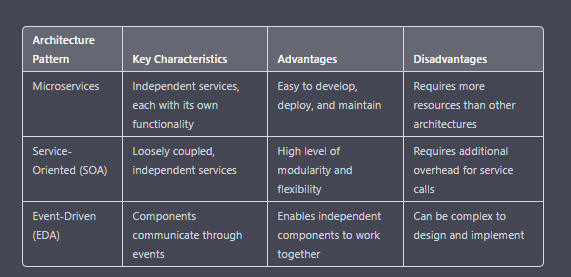 Architecture Pattern | Key Characteristics | Advantages | Disadvantages
Microservices | Independent services, each with its own functionality | Easy to develop, deploy, and maintain | Requires more resources than other architectures
Service-Oriented (SOA) | Loosely coupled, independent services | High level of modularity and flexibility | Requires additional overhead for service calls
Event-Driven (EDA) | Components communicate through events | Enables independent components to work together | Can be complex to design and implement